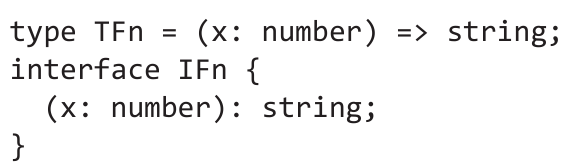 type TFn = (x: number) => string;
interface IFn {
  (x: number): string;
}